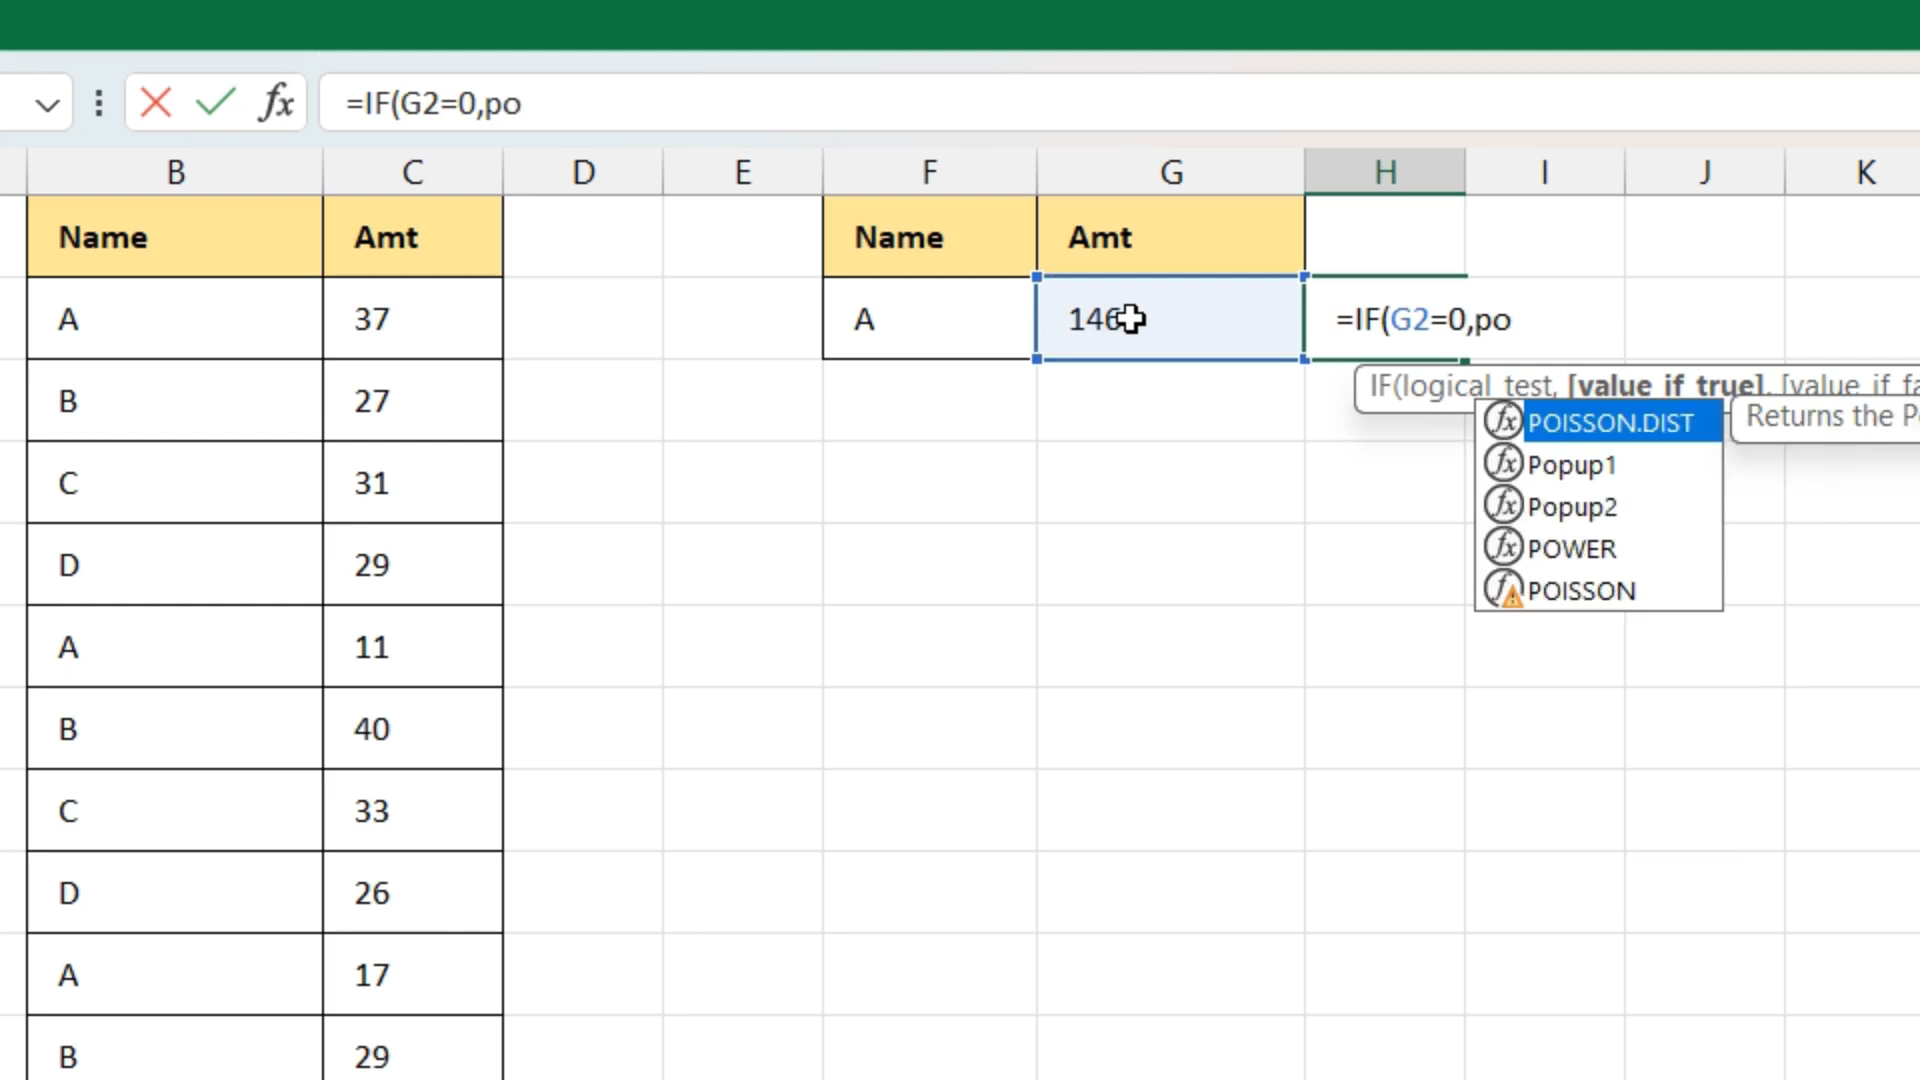 fx =IF(G2=0,po
B C D E F G H I J K
Name Amt Name Amt
A 37 A 146 =IF(G2=0,po
IF(logical_test, [value_if_true], [value_if_fa
B 27 POISSON.DIST Returns the P
Popup1
C 31 Popup2
POWER
D 29 POISSON
A 11
B 40
C 33
D 26
A 17
B 29